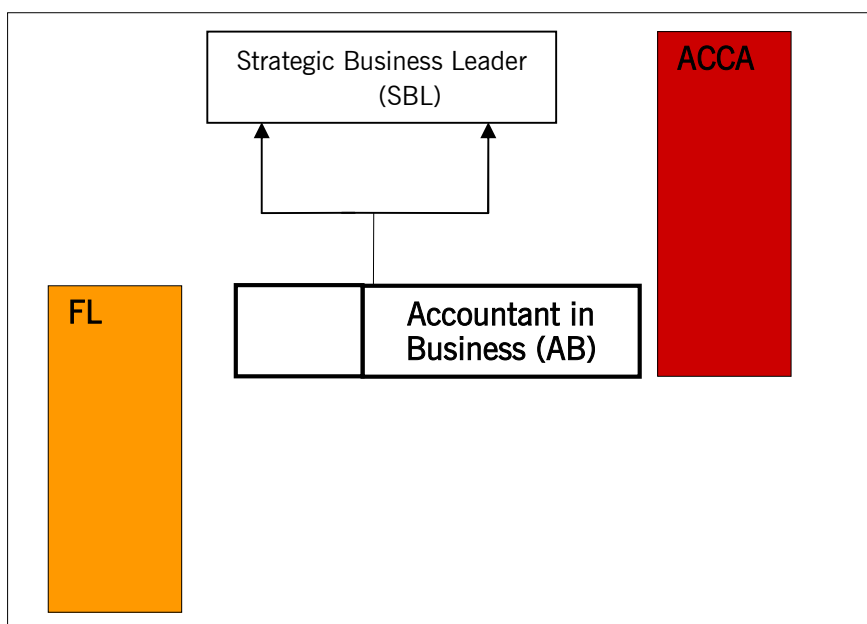 Strategic Business Leader
(SBL)
ACCA
FL
Accountant in
Business (AB)